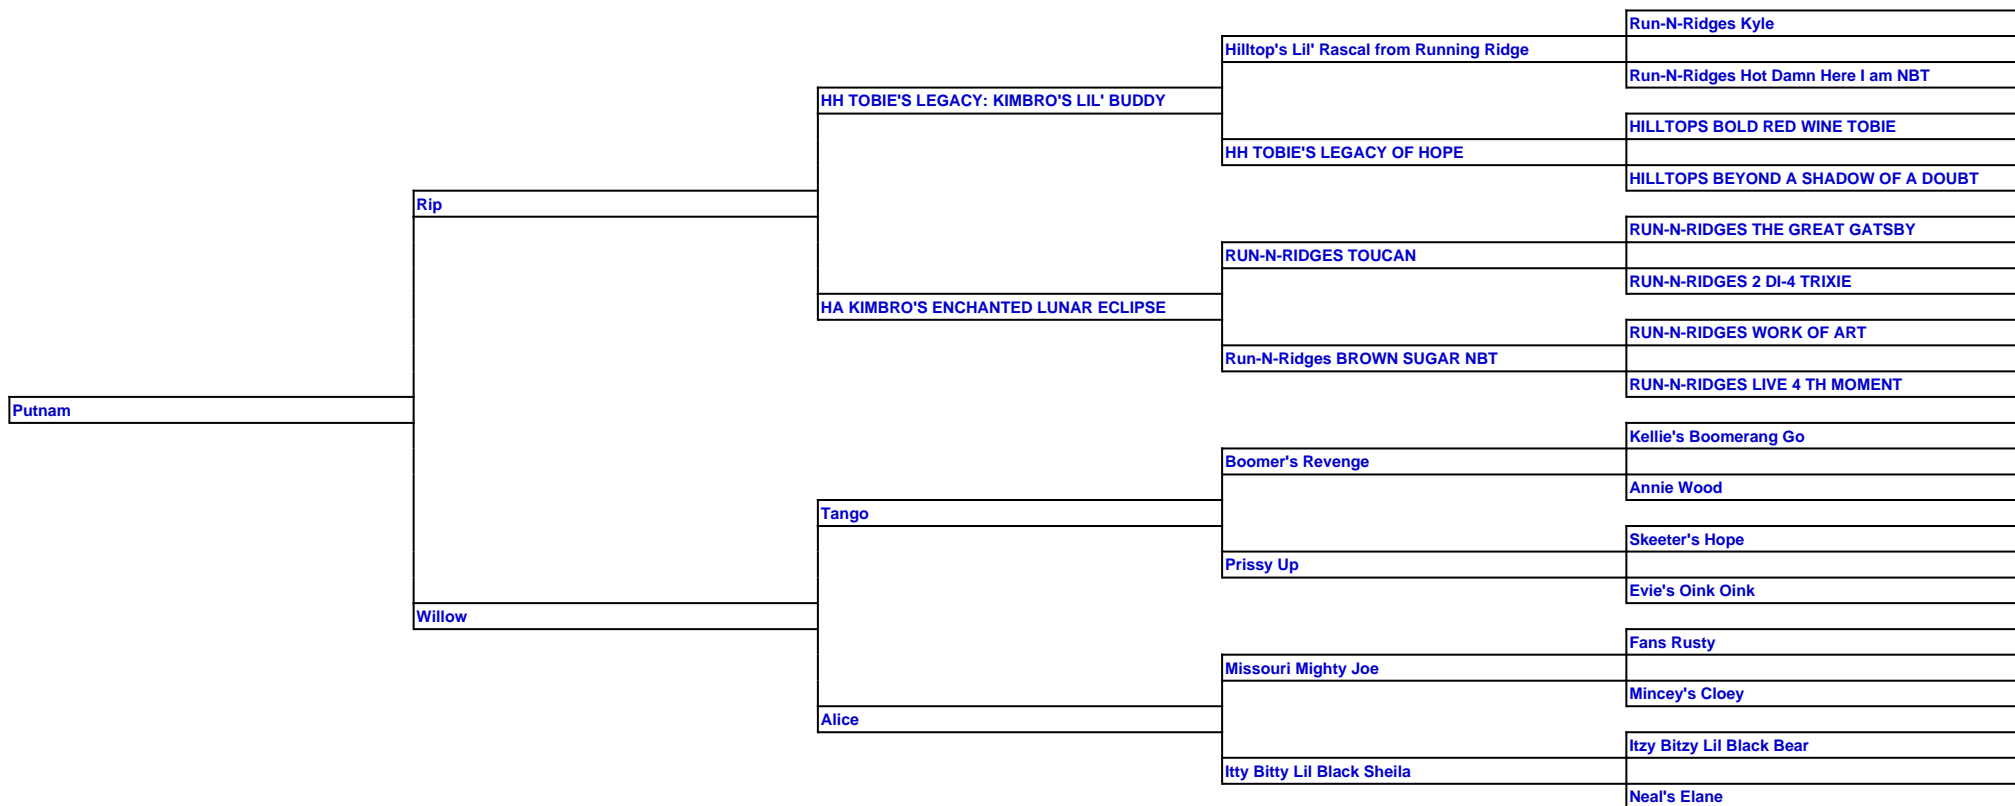 Run-N-Ridges Kyle
Hilltop's Lil' Rascal from Running Ridge
Run-N-Ridges Hot Damn Here I am NBT
HH TOBIE'S LEGACY: KIMBRO'S LIL' BUDDY
HILLTOPS BOLD RED WINE TOBIE
HH TOBIE'S LEGACY OF HOPE
HILLTOPS BEYOND A SHADOW OF A DOUBT
Rip
RUN-N-RIDGES THE GREAT GATSBY
RUN-N-RIDGES TOUCAN
RUN-N-RIDGES 2 DI-4 TRIXIE
HA KIMBRO'S ENCHANTED LUNAR ECLIPSE
RUN-N-RIDGES WORK OF ART
Run-N-Ridges BROWN SUGAR NBT
RUN-N-RIDGES LIVE 4 TH MOMENT
Putnam
Kellie's Boomerang Go
Boomer's Revenge
Annie Wood
Tango
Skeeter's Hope
Prissy Up
Evie's Oink Oink
Willow
Fans Rusty
Missouri Mighty Joe
Mincey's Cloey
Alice
Itzy Bitzy Lil Black Bear
Itty Bitty Lil Black Sheila
Neal's Elane